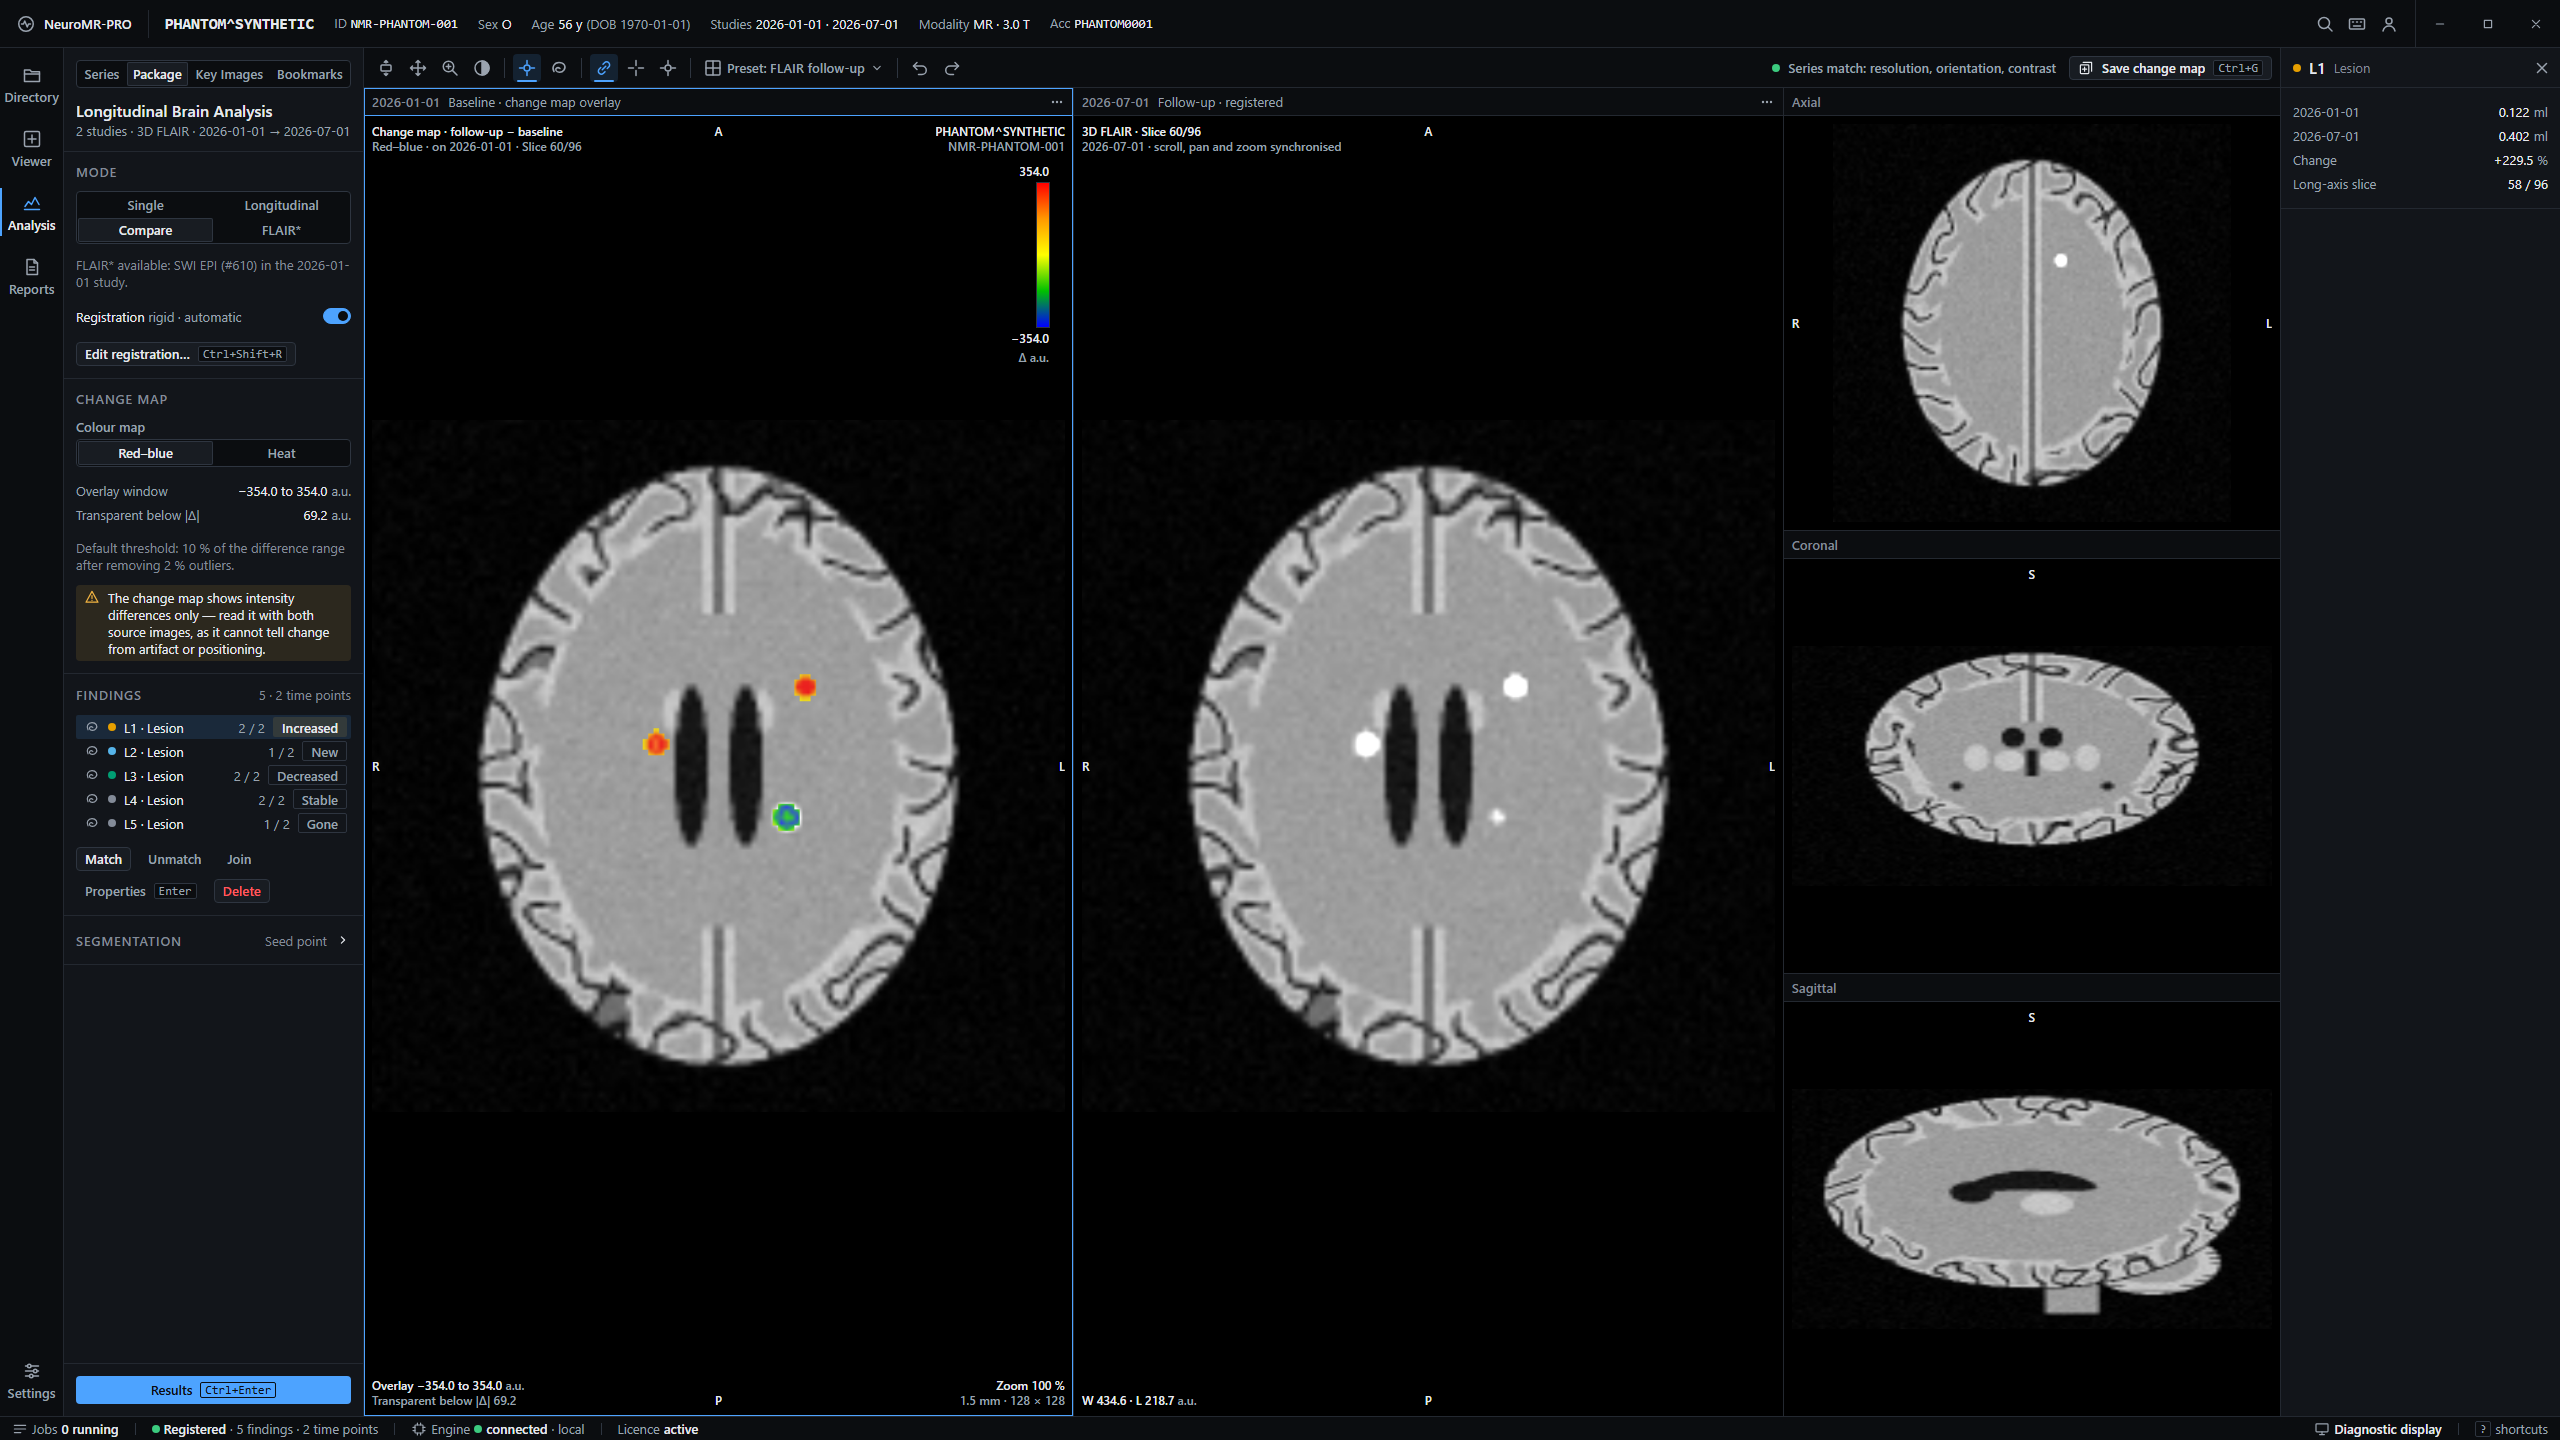 NeuroMR-PRO
PHANTOM^SYNTHETIC ID NMR-PHANTOM-001 Sex O Age 56 y (DOB 1970-01-01) Studies 2026-01-01 · 2026-07-01 Modality MR · 3.0 T Acc PHANTOM0001
Directory
Viewer
Analysis
Reports
Settings
Series Package Key Images Bookmarks
Longitudinal Brain Analysis
2 studies · 3D FLAIR · 2026-01-01 → 2026-07-01
MODE
Single Longitudinal
Compare FLAIR*
FLAIR* available: SWI EPI (#610) in the 2026-01-
01 study.
Registration rigid · automatic
Edit registration... Ctrl+Shift+R
CHANGE MAP
Colour map
Red–blue Heat
Overlay window −354.0 to 354.0 a.u.
Transparent below |Δ| 69.2 a.u.
Default threshold: 10 % of the difference range
after removing 2 % outliers.
The change map shows intensity
differences only — read it with both
source images, as it cannot tell change
from artifact or positioning.
FINDINGS 5 · 2 time points
L1 · Lesion 2 / 2 Increased
L2 · Lesion 1 / 2 New
L3 · Lesion 2 / 2 Decreased
L4 · Lesion 2 / 2 Stable
L5 · Lesion 1 / 2 Gone
Match Unmatch Join
Properties Enter Delete
SEGMENTATION Seed point
Results Ctrl+Enter
Preset: FLAIR follow-up
Series match: resolution, orientation, contrast
Save change map Ctrl+G
2026-01-01 Baseline · change map overlay
Change map · follow-up − baseline
Red–blue · on 2026-01-01 · Slice 60/96
A
PHANTOM^SYNTHETIC
NMR-PHANTOM-001
354.0
−354.0
Δ a.u.
R
L
Overlay −354.0 to 354.0 a.u.
Transparent below |Δ| 69.2
P
Zoom 100 %
1.5 mm · 128 × 128
2026-07-01 Follow-up · registered
3D FLAIR · Slice 60/96
2026-07-01 · scroll, pan and zoom synchronised
A
R
L
W 434.6 · L 218.7 a.u.
P
Axial
R
L
Coronal
S
Sagittal
S
L1 Lesion
2026-01-01 0.122 ml
2026-07-01 0.402 ml
Change +229.5 %
Long-axis slice 58 / 96
Jobs 0 running
Registered · 5 findings · 2 time points
Engine connected · local
Licence active
Diagnostic display
? shortcuts